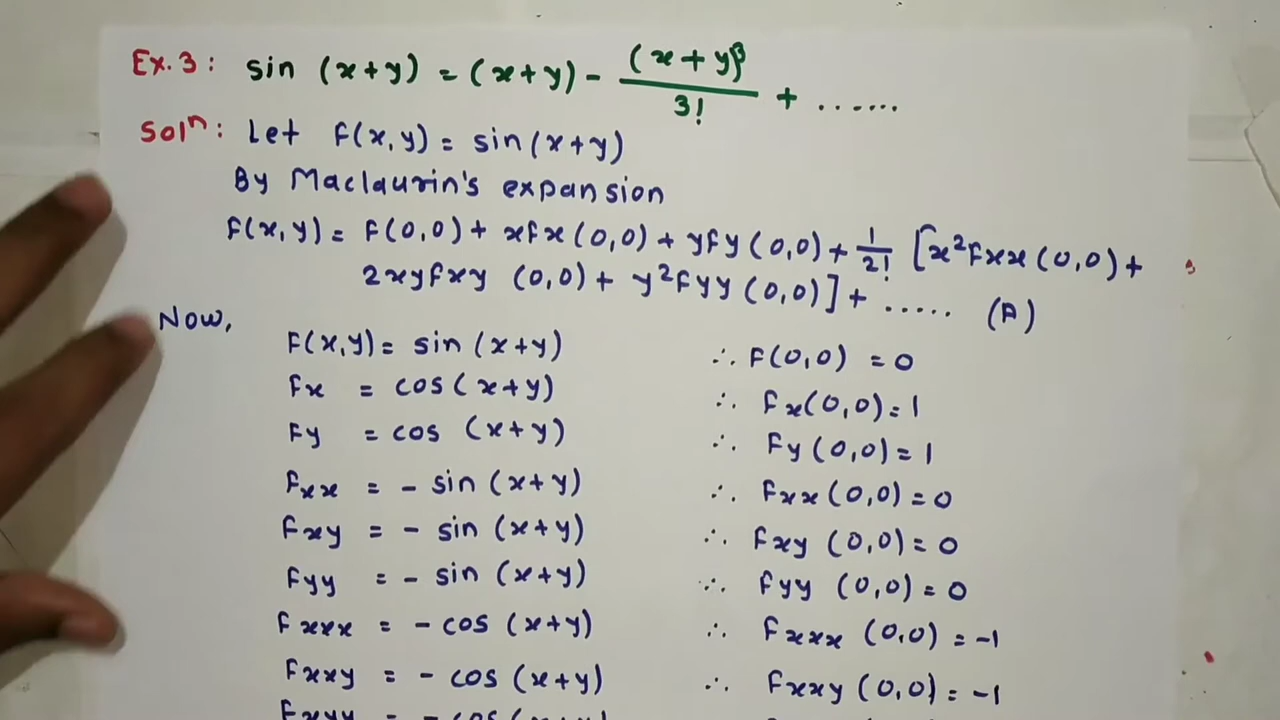 Ex.3: sin (x+y) = (x+y) - (x+y)³/3! + ......
Solⁿ: Let f(x,y) = sin(x+y)
By Maclaurin's expansion
f(x,y) = f(0,0) + xfx(0,0) + yfy(0,0) + 1/2! [x²fxx(0,0) +
2xyfxy (0,0) + y²fyy(0,0)] + ..... (A)
Now,
f(x,y) = sin (x+y) ∴ f(0,0) = 0
fx = cos(x+y) ∴ fx(0,0) = 1
fy = cos (x+y) ∴ fy(0,0) = 1
fxx = - sin (x+y) ∴ fxx(0,0) = 0
fxy = - sin (x+y) ∴ fxy (0,0) = 0
fyy = - sin (x+y) ∴ fyy (0,0) = 0
fxxx = - cos (x+y) ∴ fxxx (0,0) = -1
fxxy = - cos (x+y) ∴ fxxy (0,0) = -1